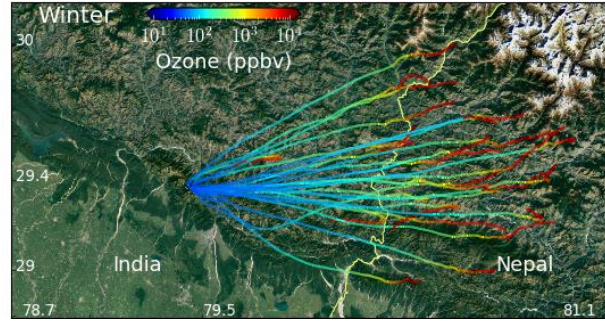 Winter
10¹ 10² 10³ 10⁴
Ozone (ppbv)
30
29.4
29
India
Nepal
78.7 79.5 81.1